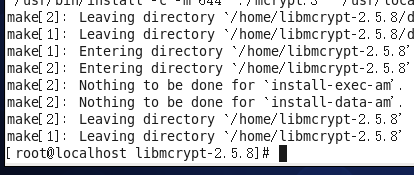 /usr/bin/install -c -m 644 ./mcrypt.3
make[2]: Leaving directory `/home/libmcrypt-2.5.8/d
make[1]: Leaving directory `/home/libmcrypt-2.5.8/d
make[1]: Entering directory `/home/libmcrypt-2.5.8'
make[2]: Entering directory `/home/libmcrypt-2.5.8'
make[2]: Nothing to be done for `install-exec-am'.
make[2]: Nothing to be done for `install-data-am'.
make[2]: Leaving directory `/home/libmcrypt-2.5.8'
make[1]: Leaving directory `/home/libmcrypt-2.5.8'
[root@localhost libmcrypt-2.5.8]#